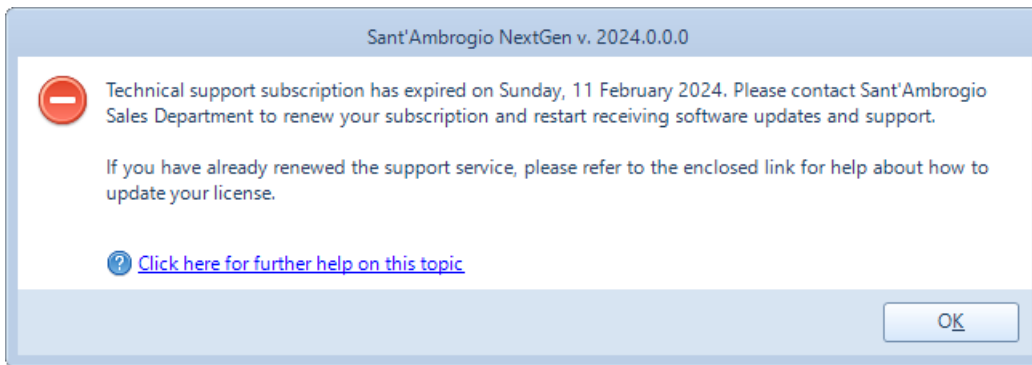 Sant'Ambrogio NextGen v. 2024.0.0.0
Technical support subscription has expired on Sunday, 11 February 2024. Please contact Sant'Ambrogio
Sales Department to renew your subscription and restart receiving software updates and support.
If you have already renewed the support service, please refer to the enclosed link for help about how to
update your license.
? Click here for further help on this topic
OK